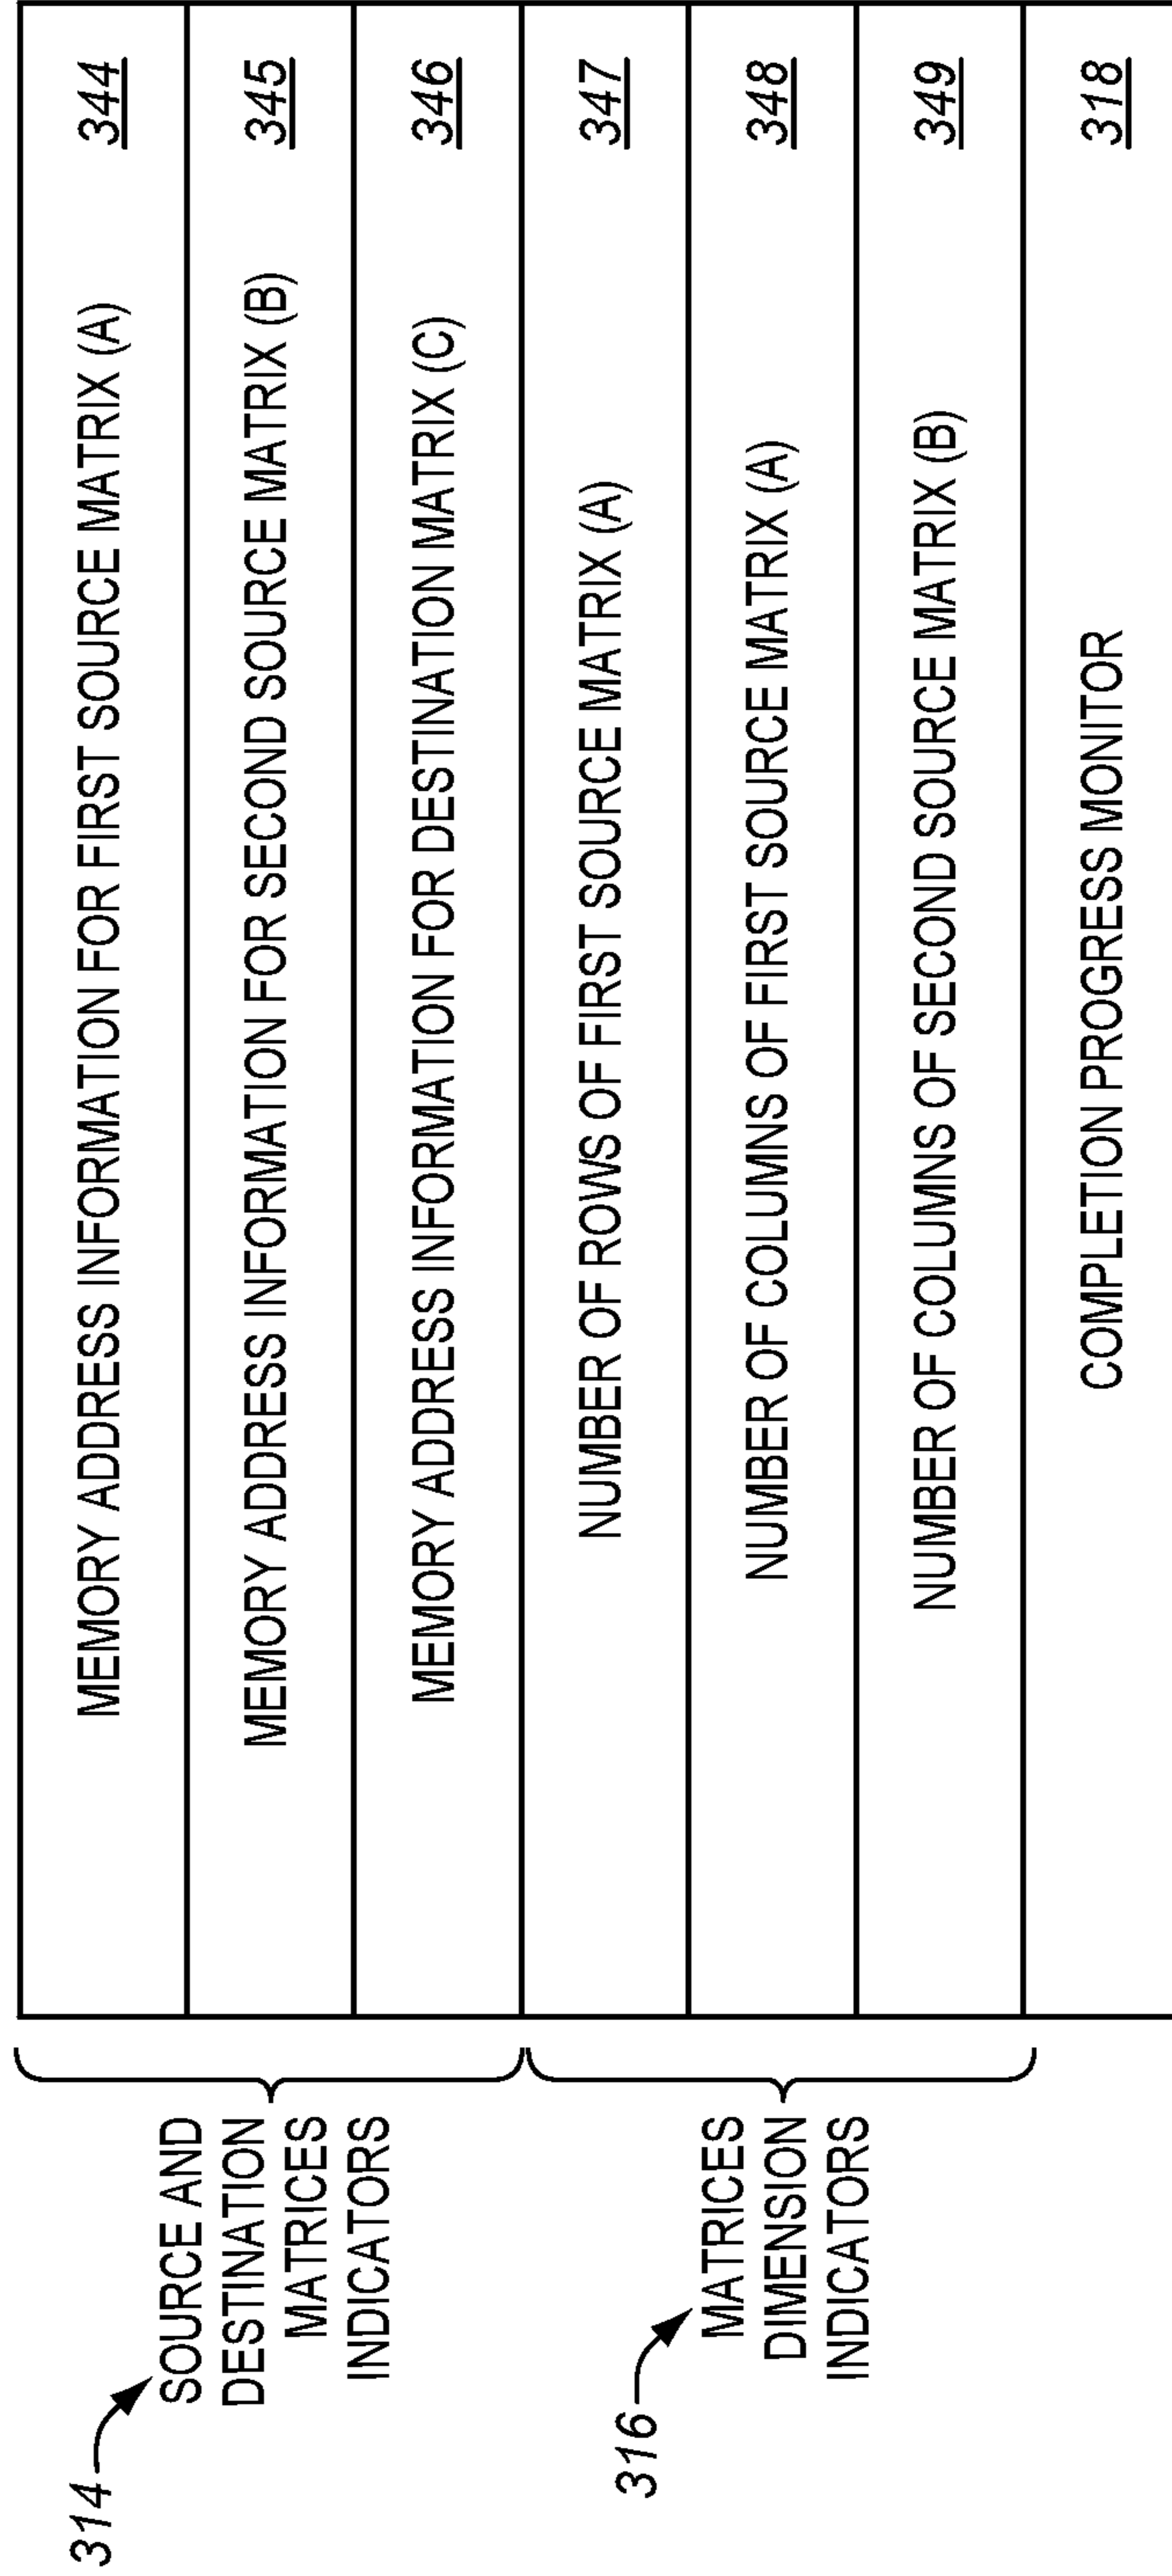 314
SOURCE AND
DESTINATION
MATRICES
INDICATORS
MEMORY ADDRESS INFORMATION FOR FIRST SOURCE MATRIX (A) 344
MEMORY ADDRESS INFORMATION FOR SECOND SOURCE MATRIX (B) 345
MEMORY ADDRESS INFORMATION FOR DESTINATION MATRIX (C) 346
316
MATRICES
DIMENSION
INDICATORS
NUMBER OF ROWS OF FIRST SOURCE MATRIX (A) 347
NUMBER OF COLUMNS OF FIRST SOURCE MATRIX (A) 348
NUMBER OF COLUMNS OF SECOND SOURCE MATRIX (B) 349
COMPLETION PROGRESS MONITOR 318